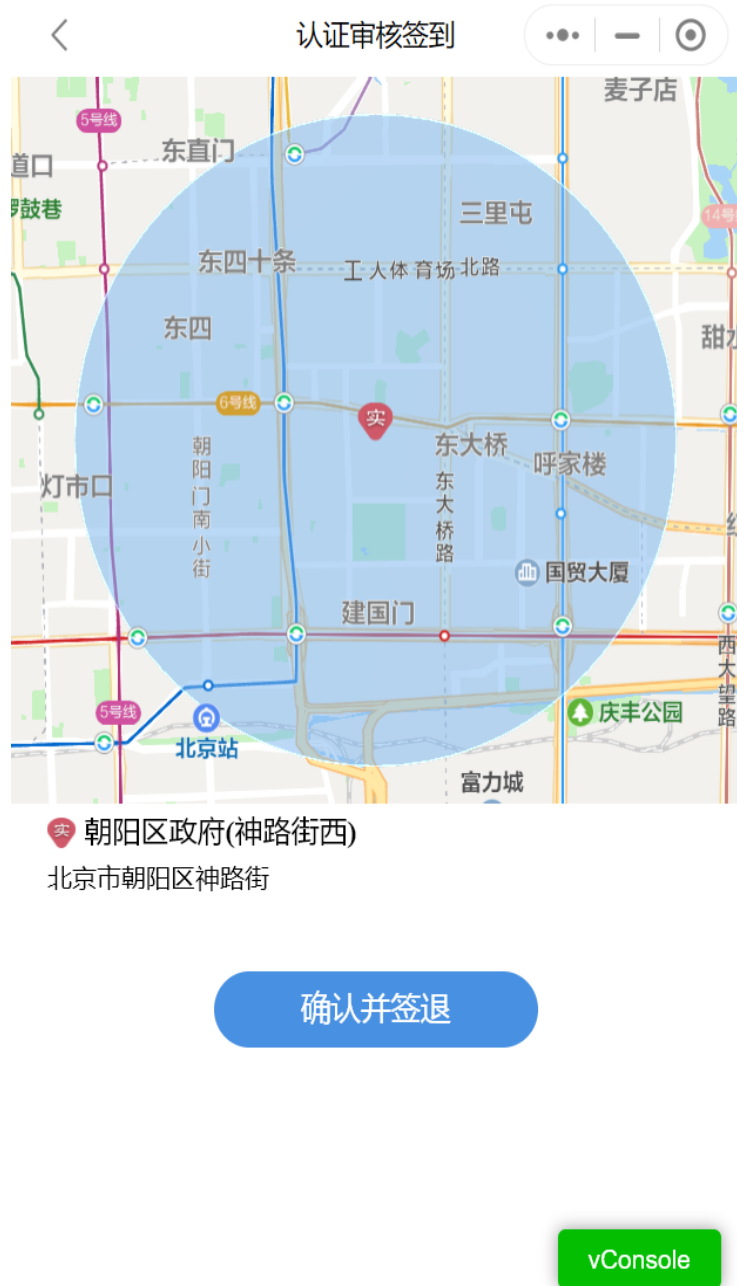 认证审核签到
麦子店
5号线
东直门
道口
锣鼓巷
三里屯
14号
东四十条
工人体育场北路
东四
甜水
6号线
实
朝阳门南小街
东大桥
呼家楼
灯市口
东大桥路
国贸大厦
建国门
西大望路
5号线
庆丰公园
北京站
富力城
实 朝阳区政府(神路街西)
北京市朝阳区神路街
确认并签退
vConsole